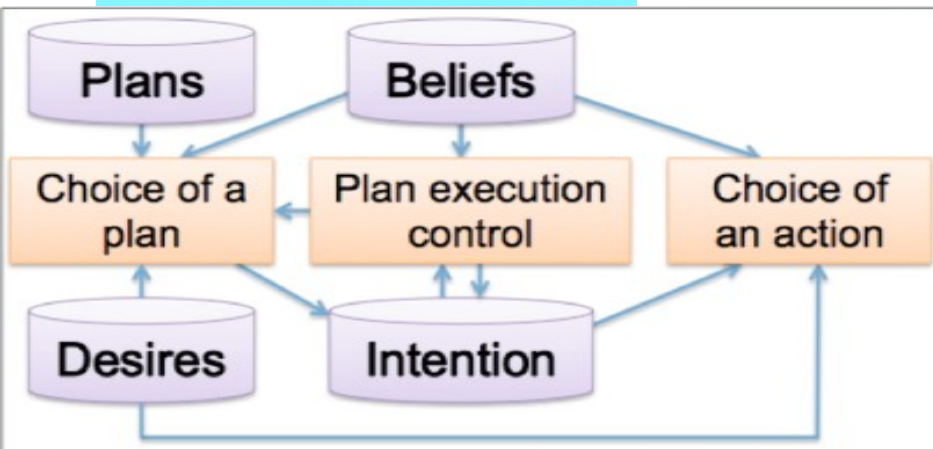 Plans
Beliefs
Choice of a
plan
Plan execution
control
Choice of
an action
Desires
Intention